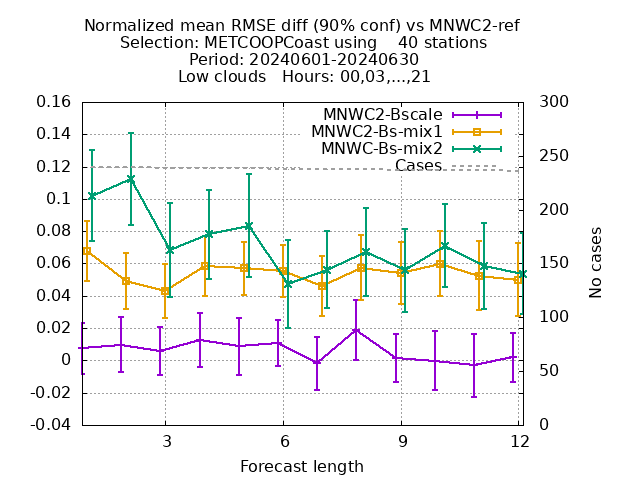 Normalized mean RMSE diff (90% conf) vs MNWC2-ref
Selection: METCOOPCoast using    40 stations
Period: 20240601-20240630
Low clouds   Hours: 00,03,...,21
MNWC2-Bscale
MNWC2-Bs-mix1
MNWC-Bs-mix2
Cases
0.16
0.14
0.12
0.1
0.08
0.06
0.04
0.02
0
-0.02
-0.04
300
250
200
150
100
50
0
No cases
3
6
9
12
Forecast length